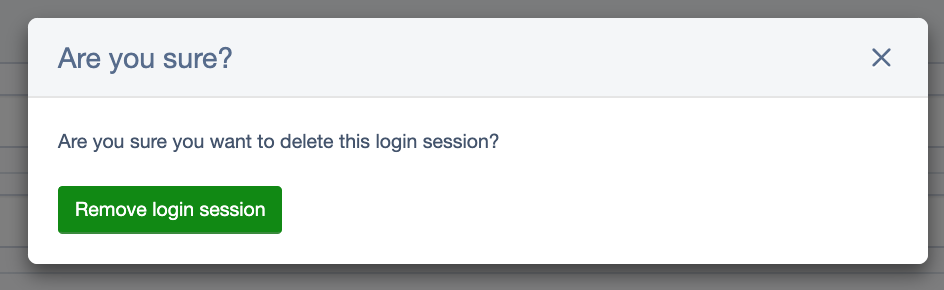 Are you sure?
Are you sure you want to delete this login session?
Remove login session